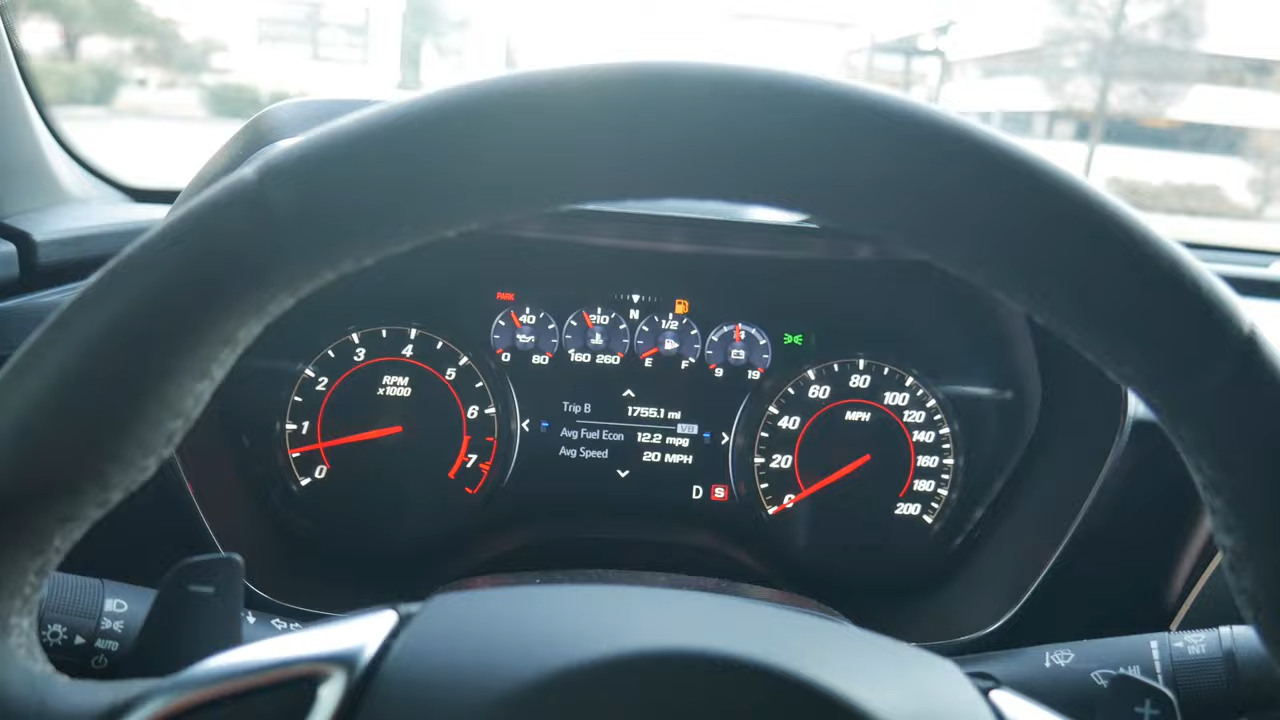 PARK
N
40
0 80
210
160 260
1/2
E F
14
9 19
RPM
x1000
0
1
2
3
4
5
6
7
Trip B 1755.1 mi
V8
Avg Fuel Econ 12.2 mpg
Avg Speed 20 MPH
D S
MPH
0
20
40
60
80
100
120
140
160
180
200
AUTO
INT
HI